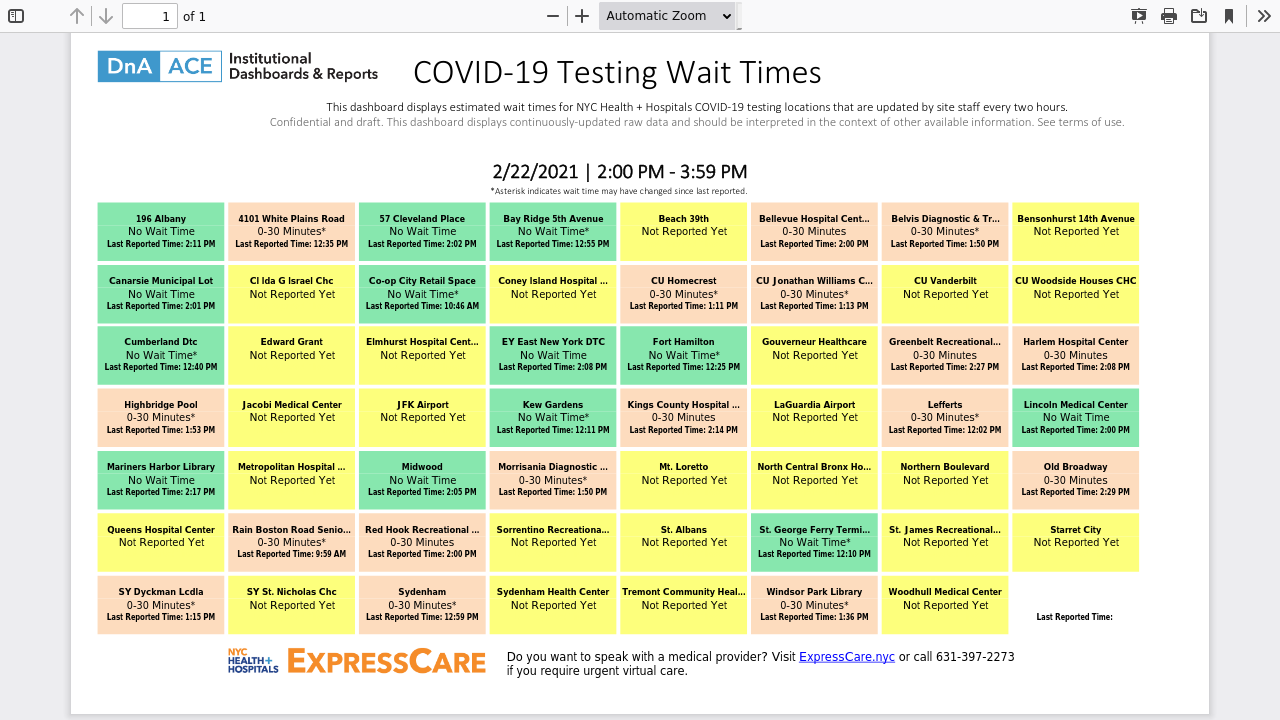 1 of 1 Automatic Zoom
DnA ACE Institutional
Dashboards & Reports
COVID-19 Testing Wait Times
This dashboard displays estimated wait times for NYC Health + Hospitals COVID-19 testing locations that are updated by site staff every two hours.
Confidential and draft. This dashboard displays continuously-updated raw data and should be interpreted in the context of other available information. See terms of use.
2/22/2021 | 2:00 PM - 3:59 PM
*Asterisk indicates wait time may have changed since last reported.
196 Albany
No Wait Time
Last Reported Time: 2:11 PM
4101 White Plains Road
0-30 Minutes*
Last Reported Time: 12:35 PM
57 Cleveland Place
No Wait Time
Last Reported Time: 2:02 PM
Bay Ridge 5th Avenue
No Wait Time*
Last Reported Time: 12:55 PM
Beach 39th
Not Reported Yet
Bellevue Hospital Cent...
0-30 Minutes
Last Reported Time: 2:00 PM
Belvis Diagnostic & Tr...
0-30 Minutes*
Last Reported Time: 1:50 PM
Bensonhurst 14th Avenue
Not Reported Yet
Canarsie Municipal Lot
No Wait Time
Last Reported Time: 2:01 PM
CI Ida G Israel Chc
Not Reported Yet
Co-op City Retail Space
No Wait Time*
Last Reported Time: 10:46 AM
Coney Island Hospital ...
Not Reported Yet
CU Homecrest
0-30 Minutes*
Last Reported Time: 1:11 PM
CU Jonathan Williams C...
0-30 Minutes*
Last Reported Time: 1:13 PM
CU Vanderbilt
Not Reported Yet
CU Woodside Houses CHC
Not Reported Yet
Cumberland Dtc
No Wait Time*
Last Reported Time: 12:40 PM
Edward Grant
Not Reported Yet
Elmhurst Hospital Cent...
Not Reported Yet
EY East New York DTC
No Wait Time
Last Reported Time: 2:08 PM
Fort Hamilton
No Wait Time*
Last Reported Time: 12:25 PM
Gouverneur Healthcare
Not Reported Yet
Greenbelt Recreational...
0-30 Minutes
Last Reported Time: 2:27 PM
Harlem Hospital Center
0-30 Minutes
Last Reported Time: 2:08 PM
Highbridge Pool
0-30 Minutes*
Last Reported Time: 1:53 PM
Jacobi Medical Center
Not Reported Yet
JFK Airport
Not Reported Yet
Kew Gardens
No Wait Time*
Last Reported Time: 12:11 PM
Kings County Hospital ...
0-30 Minutes
Last Reported Time: 2:14 PM
LaGuardia Airport
Not Reported Yet
Lefferts
0-30 Minutes*
Last Reported Time: 12:02 PM
Lincoln Medical Center
No Wait Time
Last Reported Time: 2:00 PM
Mariners Harbor Library
No Wait Time
Last Reported Time: 2:17 PM
Metropolitan Hospital ...
Not Reported Yet
Midwood
No Wait Time
Last Reported Time: 2:05 PM
Morrisania Diagnostic ...
0-30 Minutes*
Last Reported Time: 1:50 PM
Mt. Loretto
Not Reported Yet
North Central Bronx Ho...
Not Reported Yet
Northern Boulevard
Not Reported Yet
Old Broadway
0-30 Minutes
Last Reported Time: 2:29 PM
Queens Hospital Center
Not Reported Yet
Rain Boston Road Senio...
0-30 Minutes*
Last Reported Time: 9:59 AM
Red Hook Recreational ...
0-30 Minutes
Last Reported Time: 2:00 PM
Sorrentino Recreationa...
Not Reported Yet
St. Albans
Not Reported Yet
St. George Ferry Termi...
No Wait Time*
Last Reported Time: 12:10 PM
St. James Recreational...
Not Reported Yet
Starret City
Not Reported Yet
SY Dyckman Lcdla
0-30 Minutes*
Last Reported Time: 1:15 PM
SY St. Nicholas Chc
Not Reported Yet
Sydenham
0-30 Minutes*
Last Reported Time: 12:59 PM
Sydenham Health Center
Not Reported Yet
Tremont Community Heal...
Not Reported Yet
Windsor Park Library
0-30 Minutes*
Last Reported Time: 1:36 PM
Woodhull Medical Center
Not Reported Yet
Last Reported Time:
NYC
HEALTH+
HOSPITALS
EXPRESSCARE
Do you want to speak with a medical provider? Visit ExpressCare.nyc or call 631-397-2273
if you require urgent virtual care.